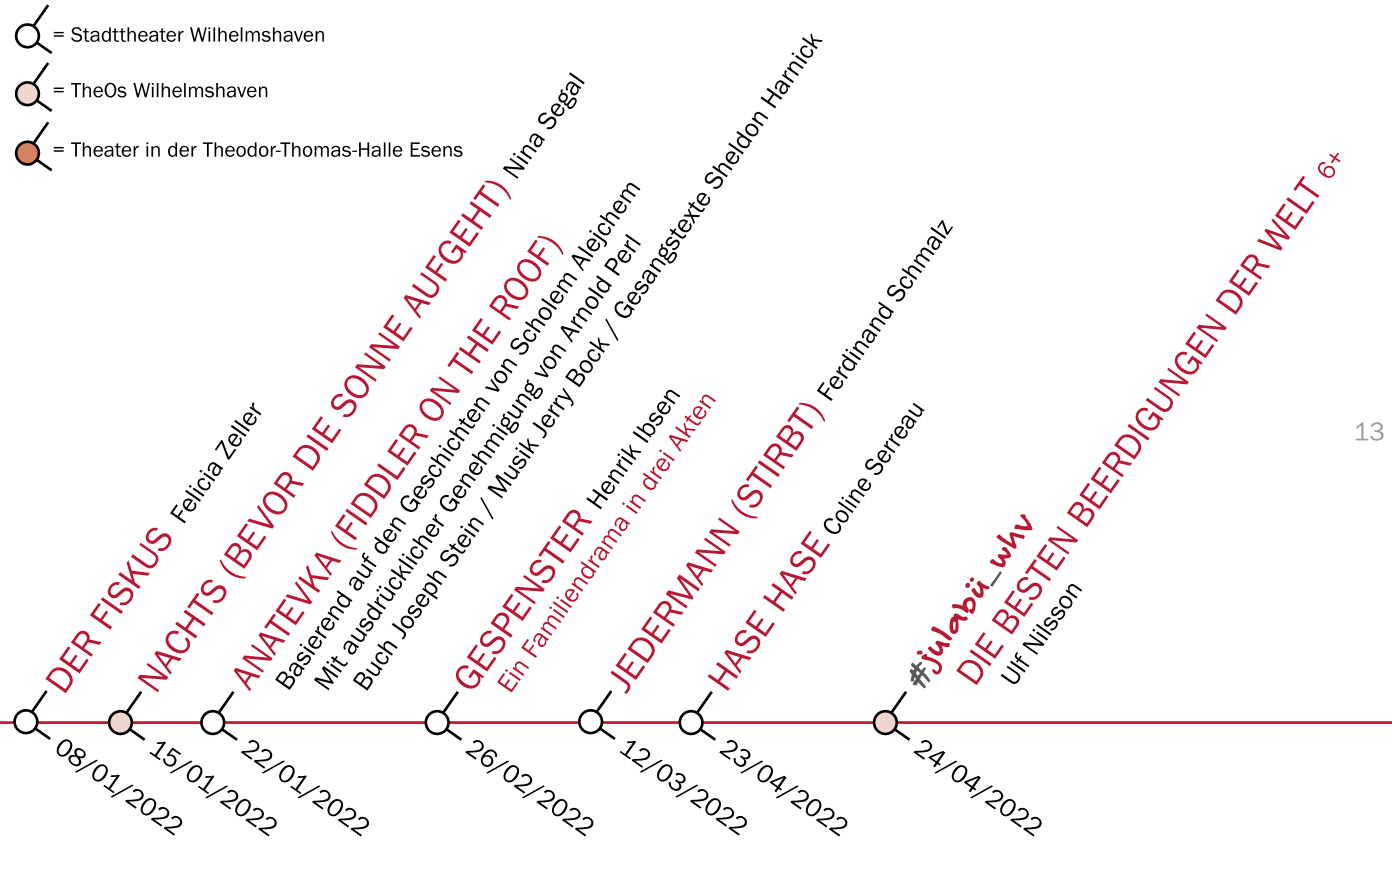 = Stadttheater Wilhelmshaven
= TheOs Wilhelmshaven
= Theater in der Theodor-Thomas-Halle Esens
DER FISKUS Felicia Zeller
08/01/2022
NACHTS (BEVOR DIE SONNE AUFGEHT) Nina Segal
15/01/2022
ANATEVKA (FIDDLER ON THE ROOF)
Basierend auf den Geschichten von Scholem Alejchem
Mit ausdrücklicher Genehmigung von Arnold Perl
Buch Joseph Stein / Musik Jerry Bock / Gesangstexte Sheldon Harnick
22/01/2022
GESPENSTER Henrik Ibsen
Ein Familiendrama in drei Akten
26/02/2022
JEDERMANN (STIRBT) Ferdinand Schmalz
12/03/2022
HASE HASE Coline Serreau
23/04/2022
#julabü_whv
DIE BESTEN BEERDIGUNGEN DER WELT 6+
Ulf Nilsson
24/04/2022
13